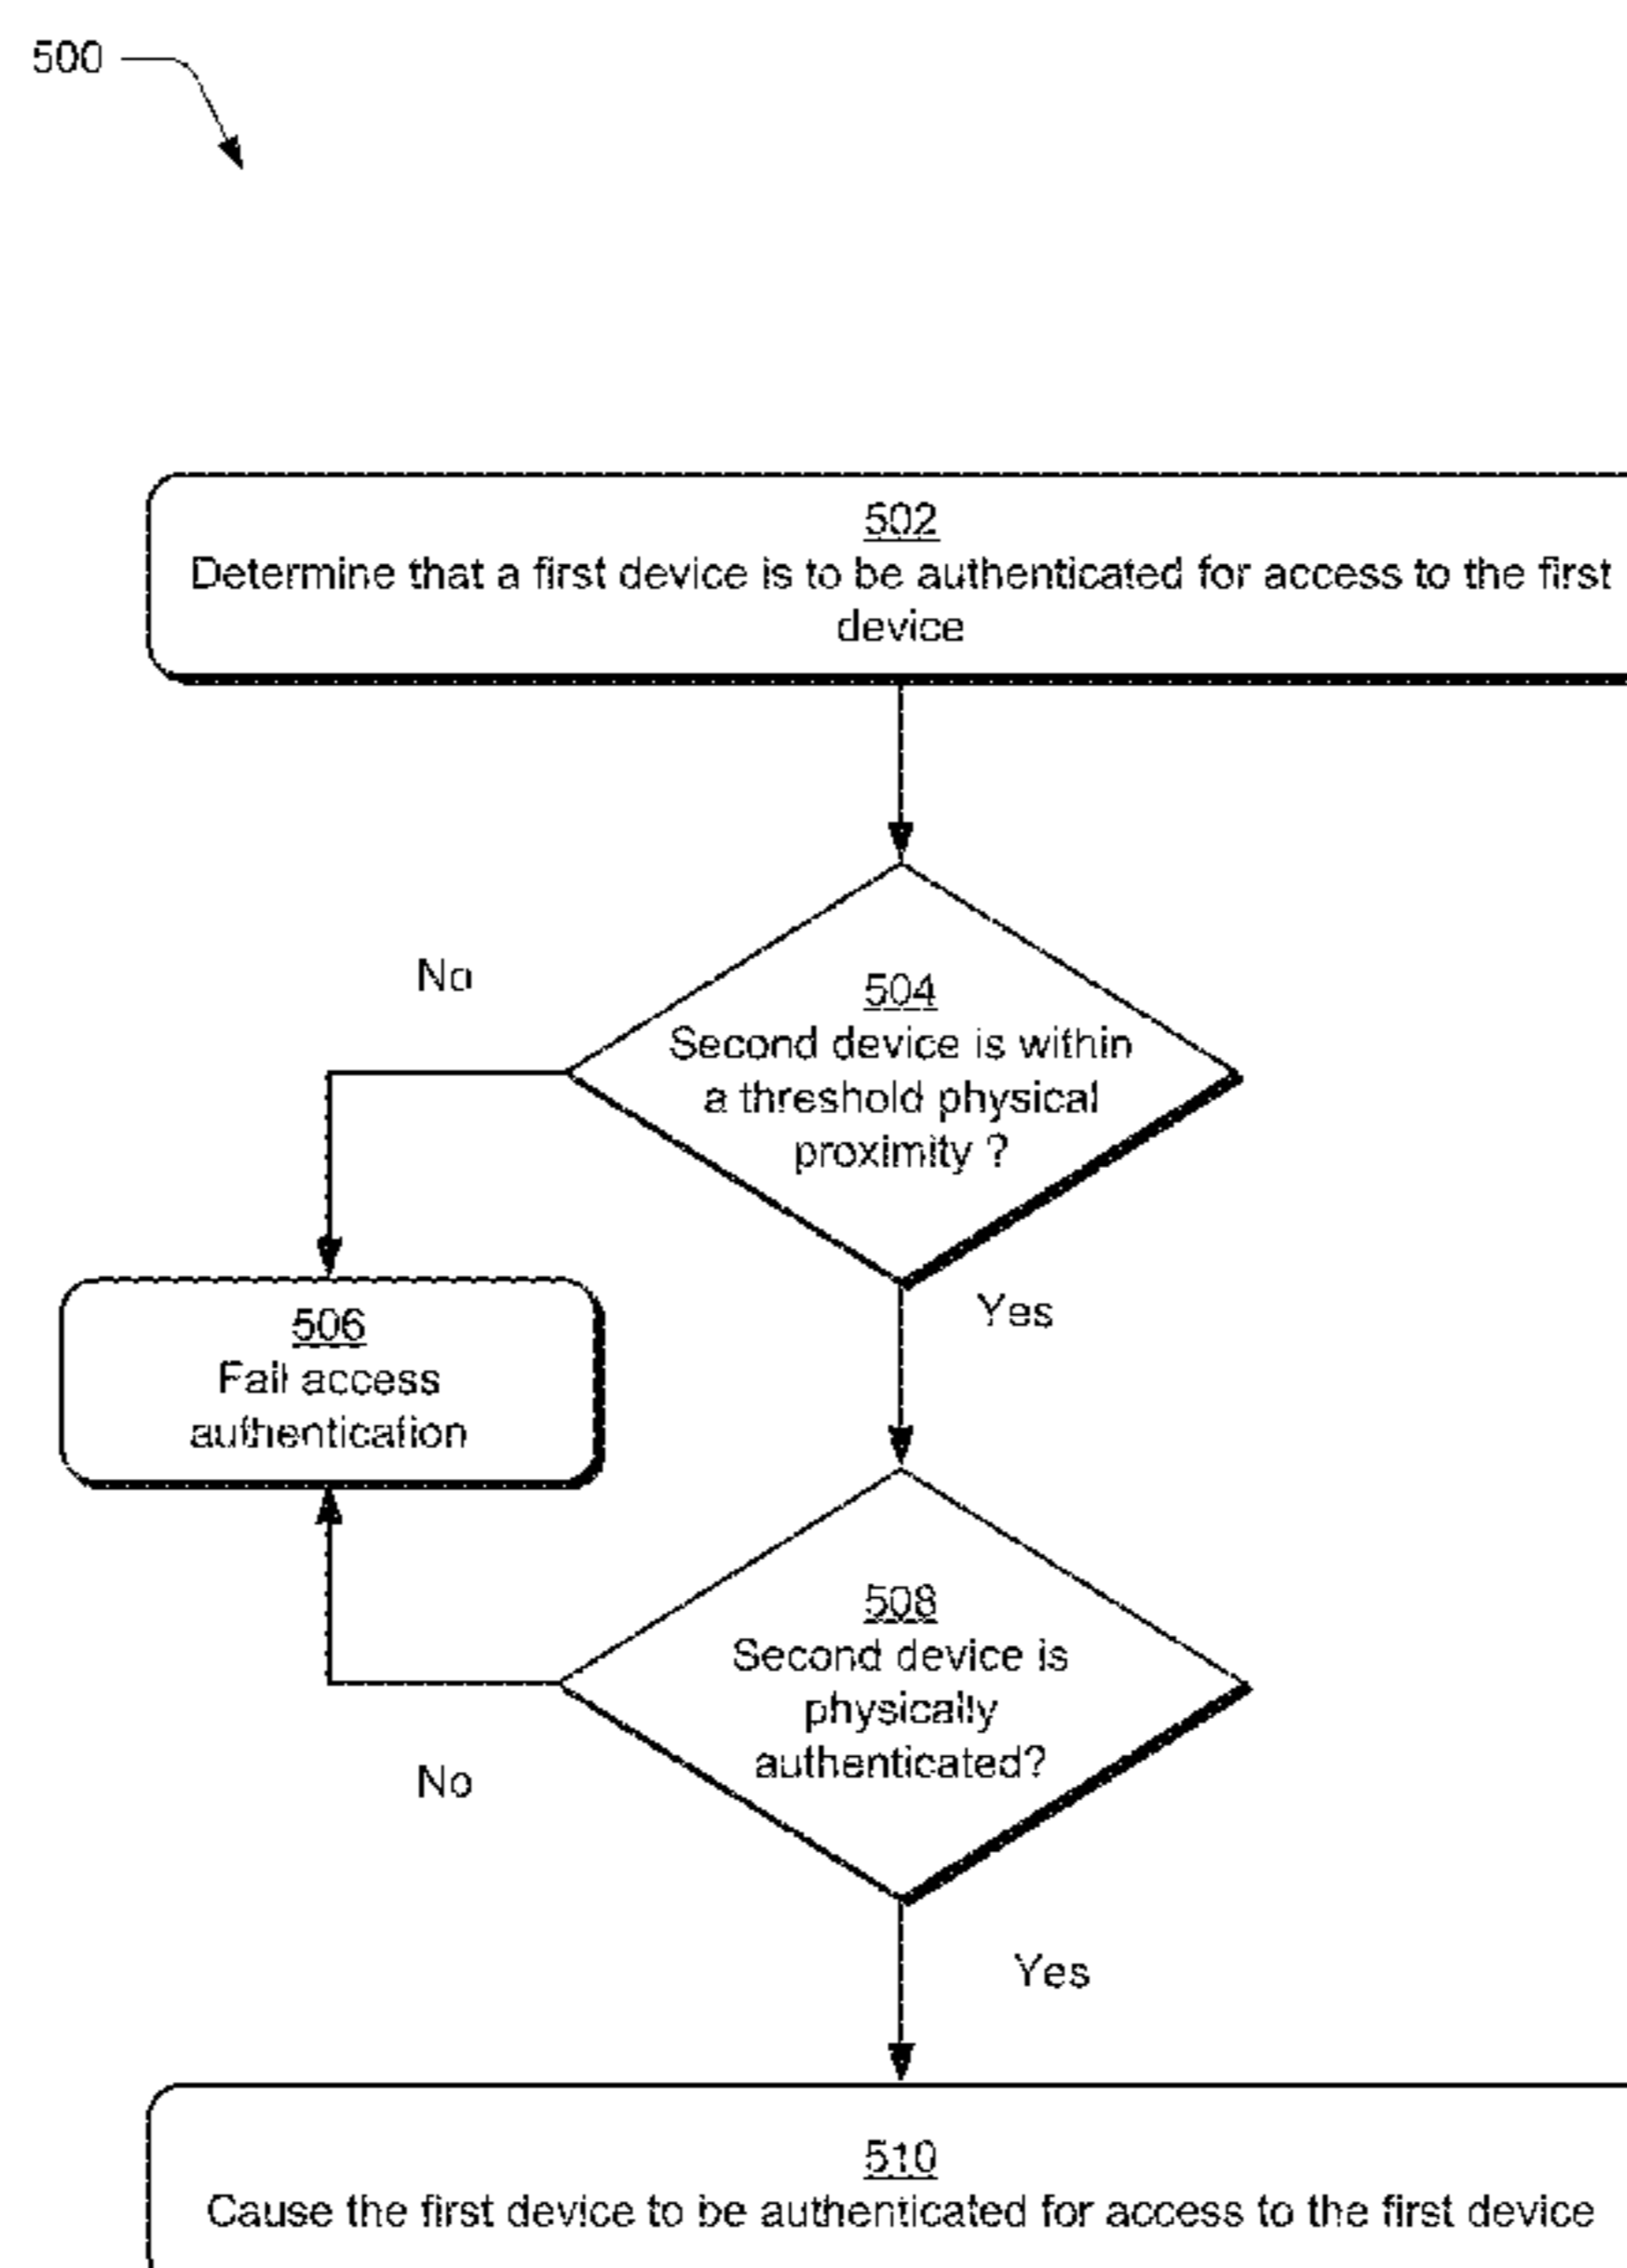 500
502
Determine that a first device is to be authenticated for access to the first
device
No
504
Second device is within
a threshold physical
proximity ?
Yes
506
Fail access
authentication
508
Second device is
physically
authenticated?
No
Yes
510
Cause the first device to be authenticated for access to the first device